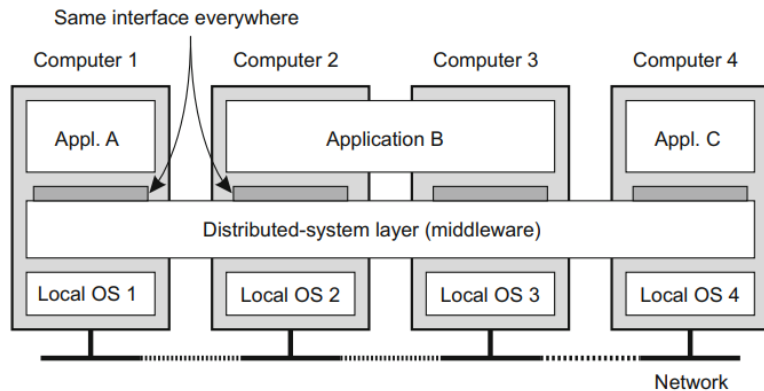 Same interface everywhere
Computer 1 Computer 2 Computer 3 Computer 4
Appl. A Application B Appl. C
Distributed-system layer (middleware)
Local OS 1 Local OS 2 Local OS 3 Local OS 4
Network